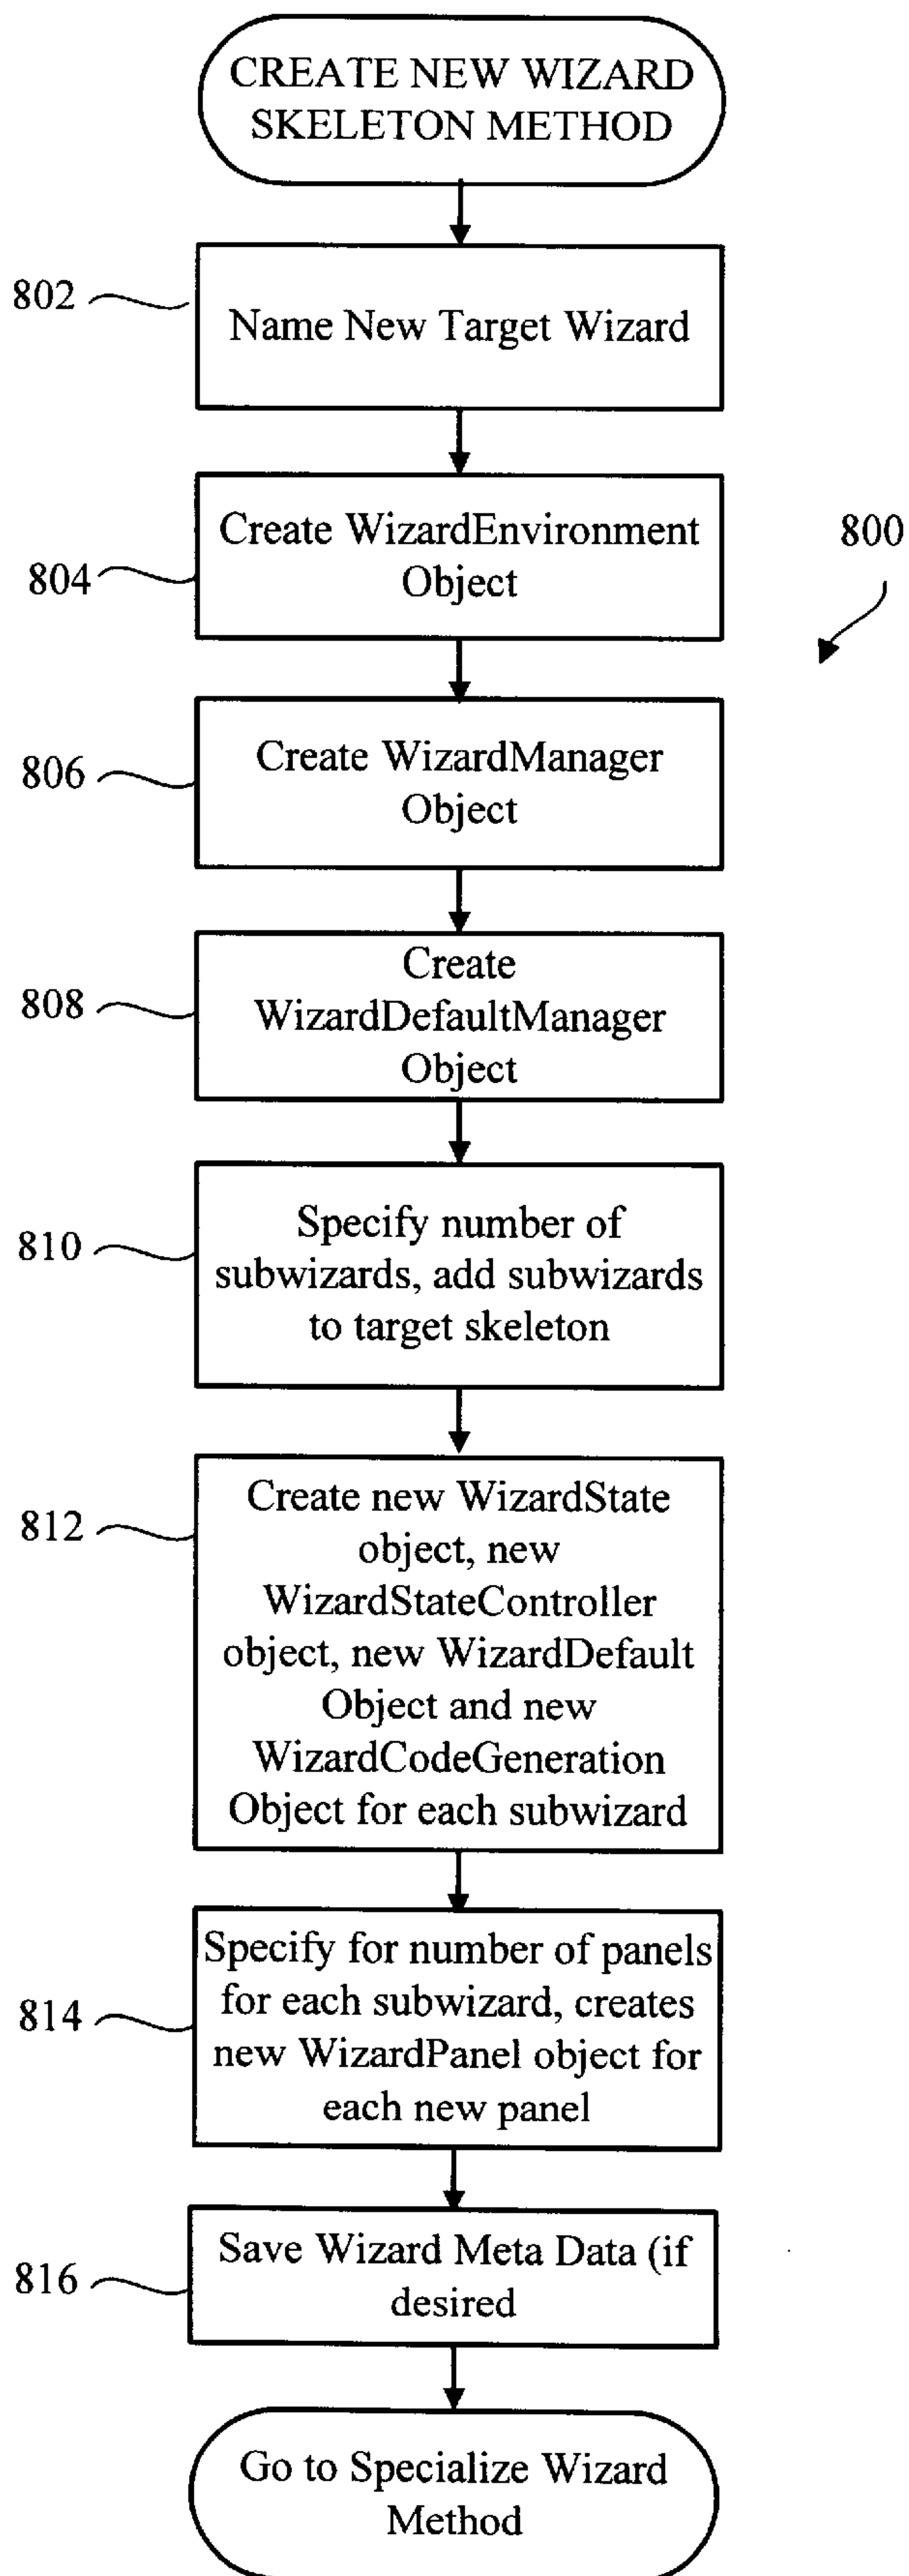 CREATE NEW WIZARD
SKELETON METHOD
802
Name New Target Wizard
Create WizardEnvironment
Object
804
800
Create WizardManager
Object
806
Create
WizardDefaultManager
Object
808
Specify number of
subwizards, add subwizards
to target skeleton
810
Create new WizardState
object, new
WizardStateController
object, new WizardDefault
Object and new
WizardCodeGeneration
Object for each subwizard
812
Specify for number of panels
for each subwizard, creates
new WizardPanel object for
each new panel
814
Save Wizard Meta Data (if
desired
816
Go to Specialize Wizard
Method